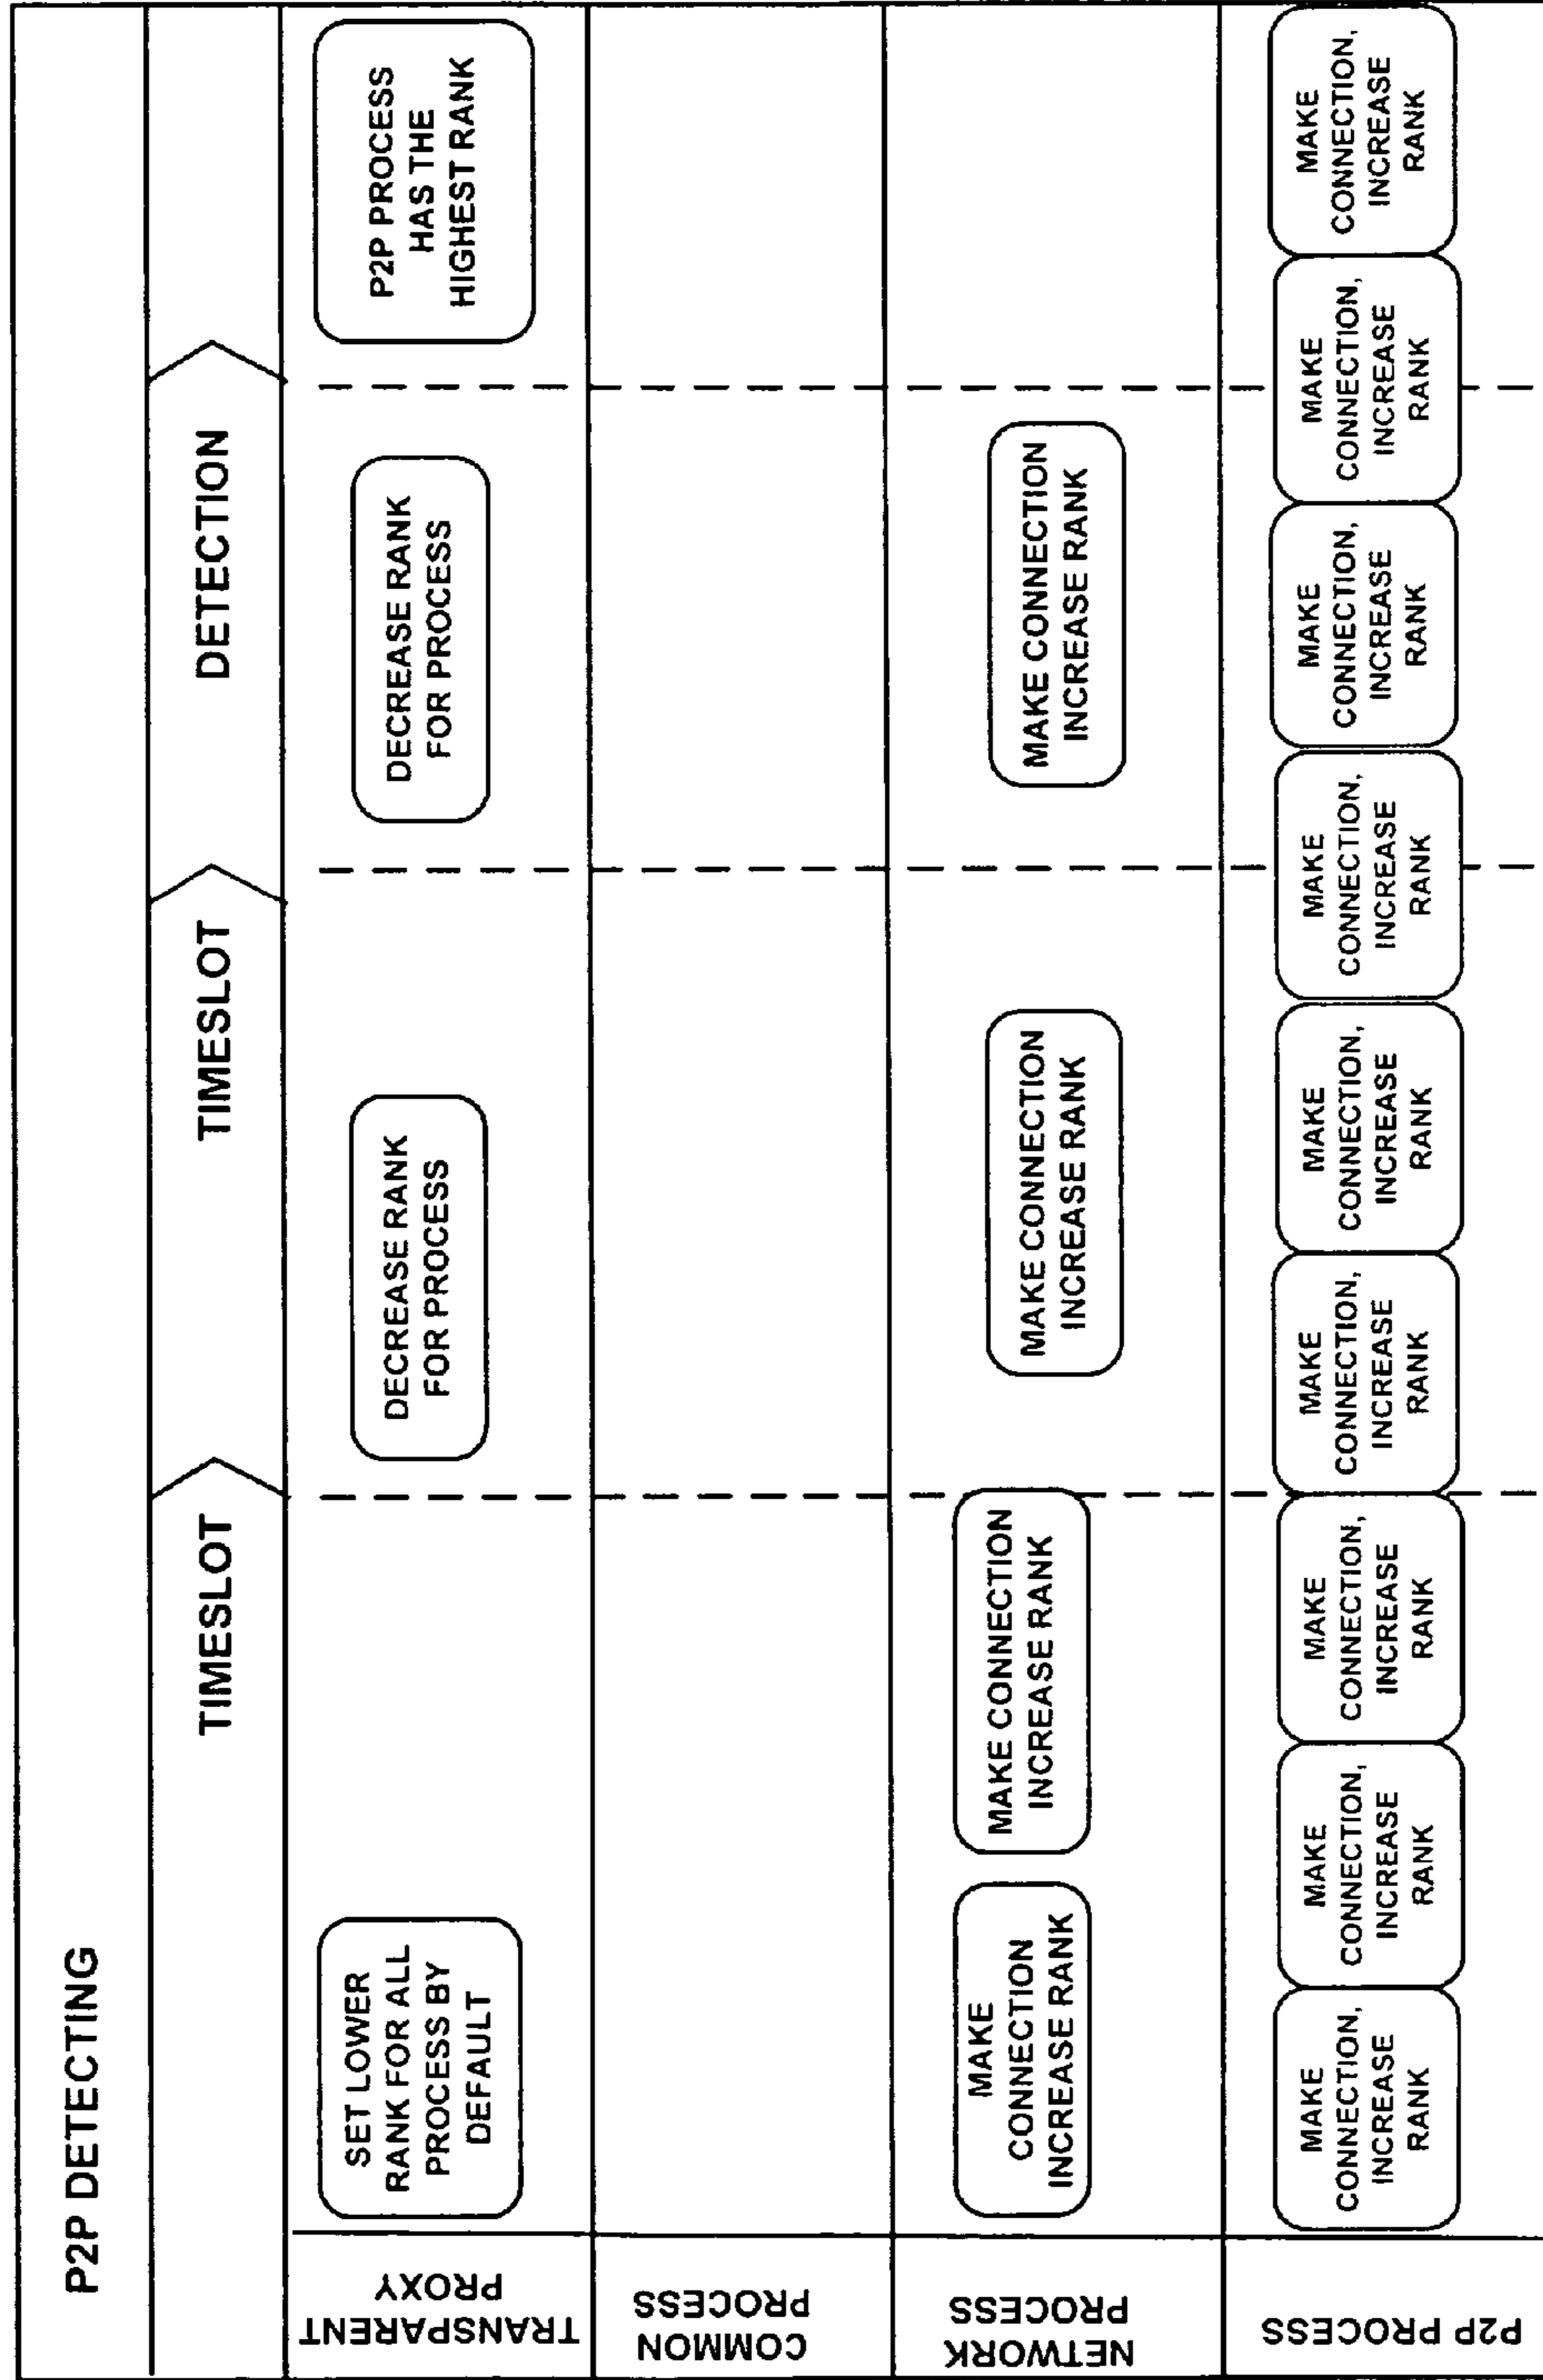 P2P DETECTING
TIMESLOT
TIMESLOT
DETECTION
TRANSPARENT
PROXY
SET LOWER
RANK FOR ALL
PROCESS BY
DEFAULT
DECREASE RANK
FOR PROCESS
DECREASE RANK
FOR PROCESS
P2P PROCESS
HAS THE
HIGHEST RANK
COMMON
PROCESS
NETWORK
PROCESS
MAKE
CONNECTION
INCREASE RANK
MAKE CONNECTION
INCREASE RANK
MAKE CONNECTION
INCREASE RANK
MAKE CONNECTION
INCREASE RANK
P2P PROCESS
MAKE
CONNECTION,
INCREASE
RANK
MAKE
CONNECTION,
INCREASE
RANK
MAKE
CONNECTION,
INCREASE
RANK
MAKE
CONNECTION,
INCREASE
RANK
MAKE
CONNECTION,
INCREASE
RANK
MAKE
CONNECTION,
INCREASE
RANK
MAKE
CONNECTION,
INCREASE
RANK
MAKE
CONNECTION,
INCREASE
RANK
MAKE
CONNECTION,
INCREASE
RANK